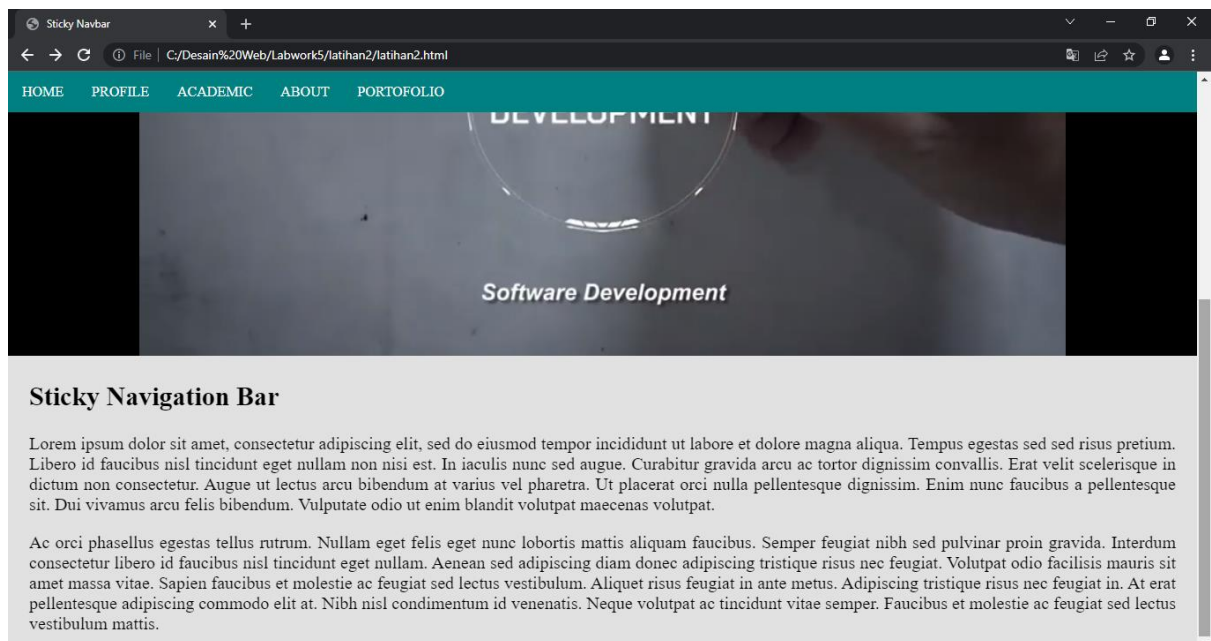 Sticky Navbar
File C:/Desain%20Web/Labwork5/latihan2/latihan2.html
HOME PROFILE ACADEMIC ABOUT PORTOFOLIO
DEVELOPMENT
Software Development
Sticky Navigation Bar
Lorem ipsum dolor sit amet, consectetur adipiscing elit, sed do eiusmod tempor incididunt ut labore et dolore magna aliqua. Tempus egestas sed sed risus pretium.
Libero id faucibus nisl tincidunt eget nullam non nisi est. In iaculis nunc sed augue. Curabitur gravida arcu ac tortor dignissim convallis. Erat velit scelerisque in
dictum non consectetur. Augue ut lectus arcu bibendum at varius vel pharetra. Ut placerat orci nulla pellentesque dignissim. Enim nunc faucibus a pellentesque
sit. Dui vivamus arcu felis bibendum. Vulputate odio ut enim blandit volutpat maecenas volutpat.
Ac orci phasellus egestas tellus rutrum. Nullam eget felis eget nunc lobortis mattis aliquam faucibus. Semper feugiat nibh sed pulvinar proin gravida. Interdum
consectetur libero id faucibus nisl tincidunt eget nullam. Aenean sed adipiscing diam donec adipiscing tristique risus nec feugiat. Volutpat odio facilisis mauris sit
amet massa vitae. Sapien faucibus et molestie ac feugiat sed lectus vestibulum. Aliquet risus feugiat in ante metus. Adipiscing tristique risus nec feugiat in. At erat
pellentesque adipiscing commodo elit at. Nibh nisl condimentum id venenatis. Neque volutpat ac tincidunt vitae semper. Faucibus et molestie ac feugiat sed lectus
vestibulum mattis.